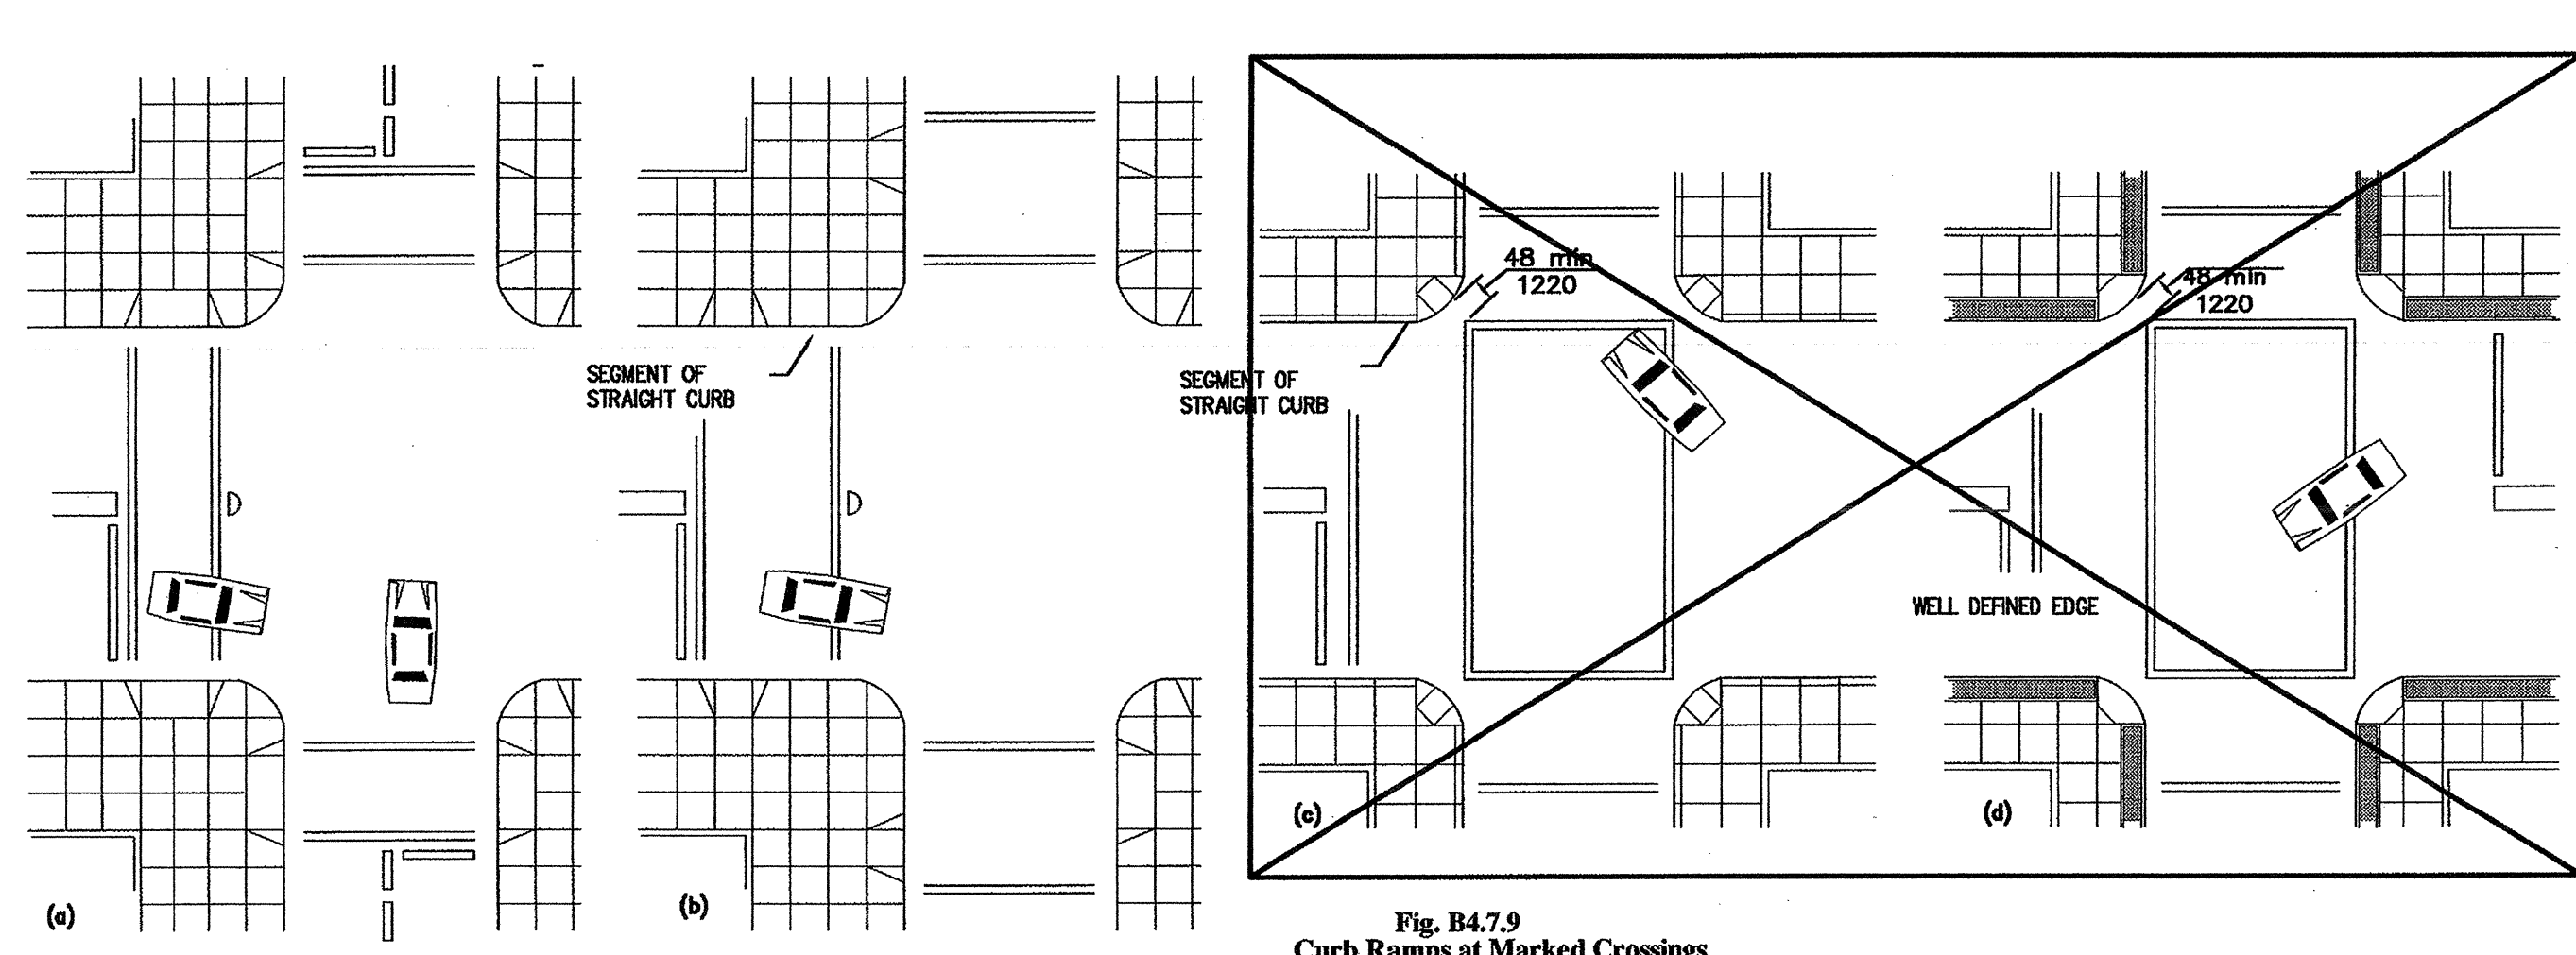 SEGMENT OF
STRAIGHT CURB
(a)
(b)
48 min
1220
SEGMENT OF
STRAIGHT CURB
(c)
48 min
1220
WELL DEFINED EDGE
(d)
Fig. B4.7.9
Curb Ramps at Marked Crossings